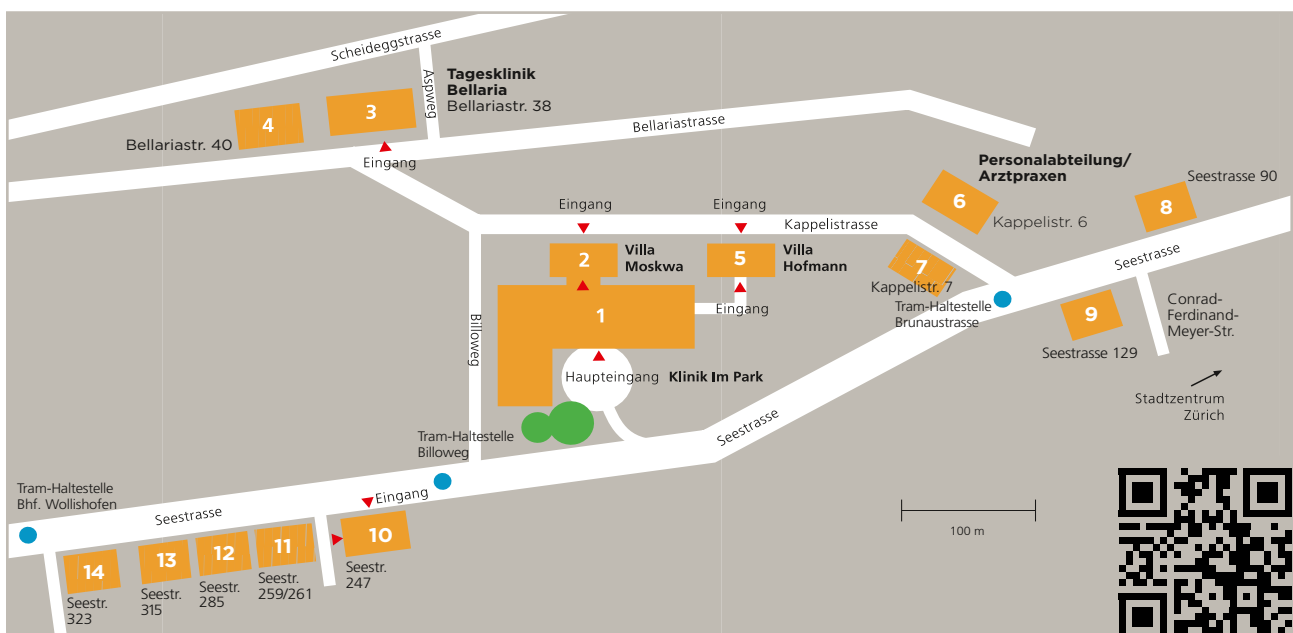 Scheideggstrasse
Aspweg
Tagesklinik
Bellaria
Bellariastr. 38
3
4
Bellariastr. 40
Bellariastrasse
Eingang
Personalabteilung/
Arztpraxen
6
Kappelistr. 6
Seestrasse 90
8
Eingang
Eingang
Kappelistrasse
2
Villa
Moskwa
5
Villa
Hofmann
7
Kappelistr. 7
Seestrasse
Tram-Haltestelle
Brunaustrasse
Conrad-
Ferdinand-
Meyer-Str.
9
Seestrasse 129
Stadtzentrum
Zürich
1
Eingang
Billoweg
Haupteingang
Klinik Im Park
Seestrasse
Tram-Haltestelle
Billoweg
Tram-Haltestelle
Bhf. Wollishofen
Seestrasse
Eingang
100 m
14
Seestr.
323
13
Seestr.
315
12
Seestr.
285
11
Seestr.
259/261
10
Seestr.
247